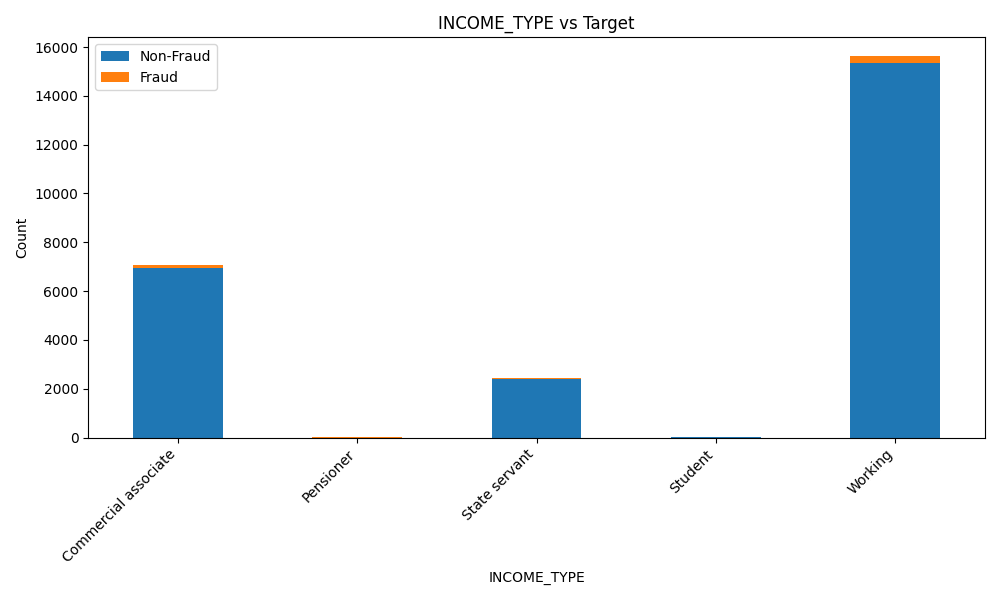 INCOME_TYPE vs Target
Non-Fraud
Fraud
16000
14000
12000
10000
8000
6000
4000
2000
0
Count
Commercial associate
Pensioner
State servant
Student
Working
INCOME_TYPE